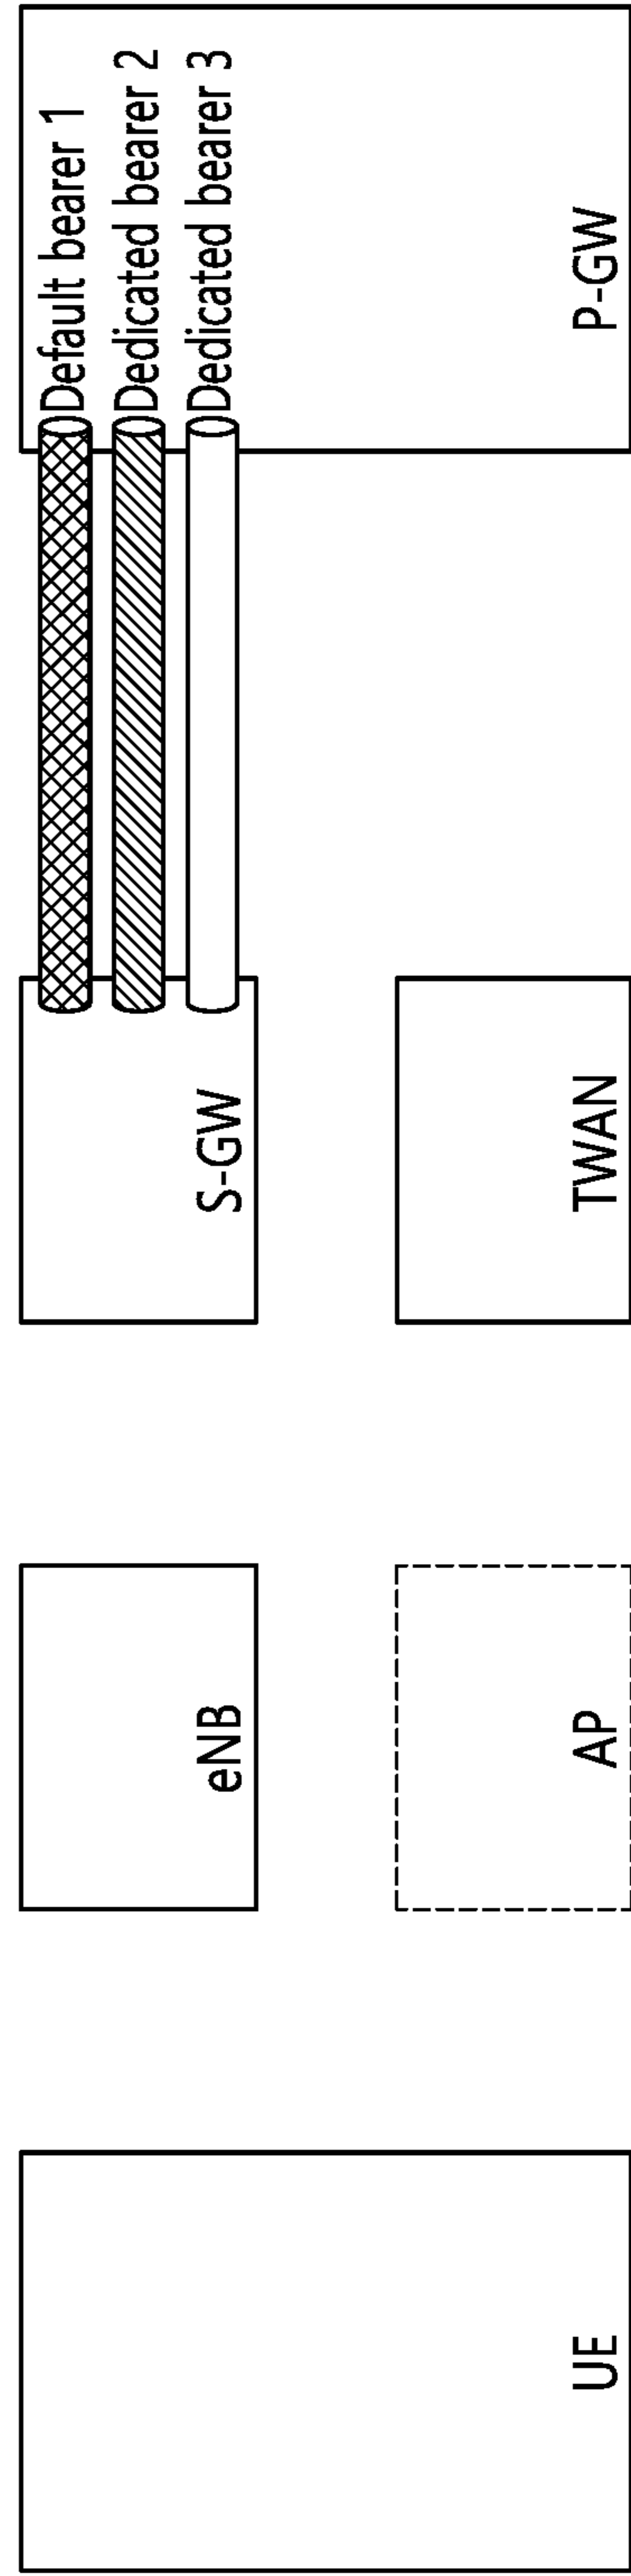 Default bearer 1
Dedicated bearer 2
Dedicated bearer 3
S-GW
eNB
UE
AP
TWAN
P-GW